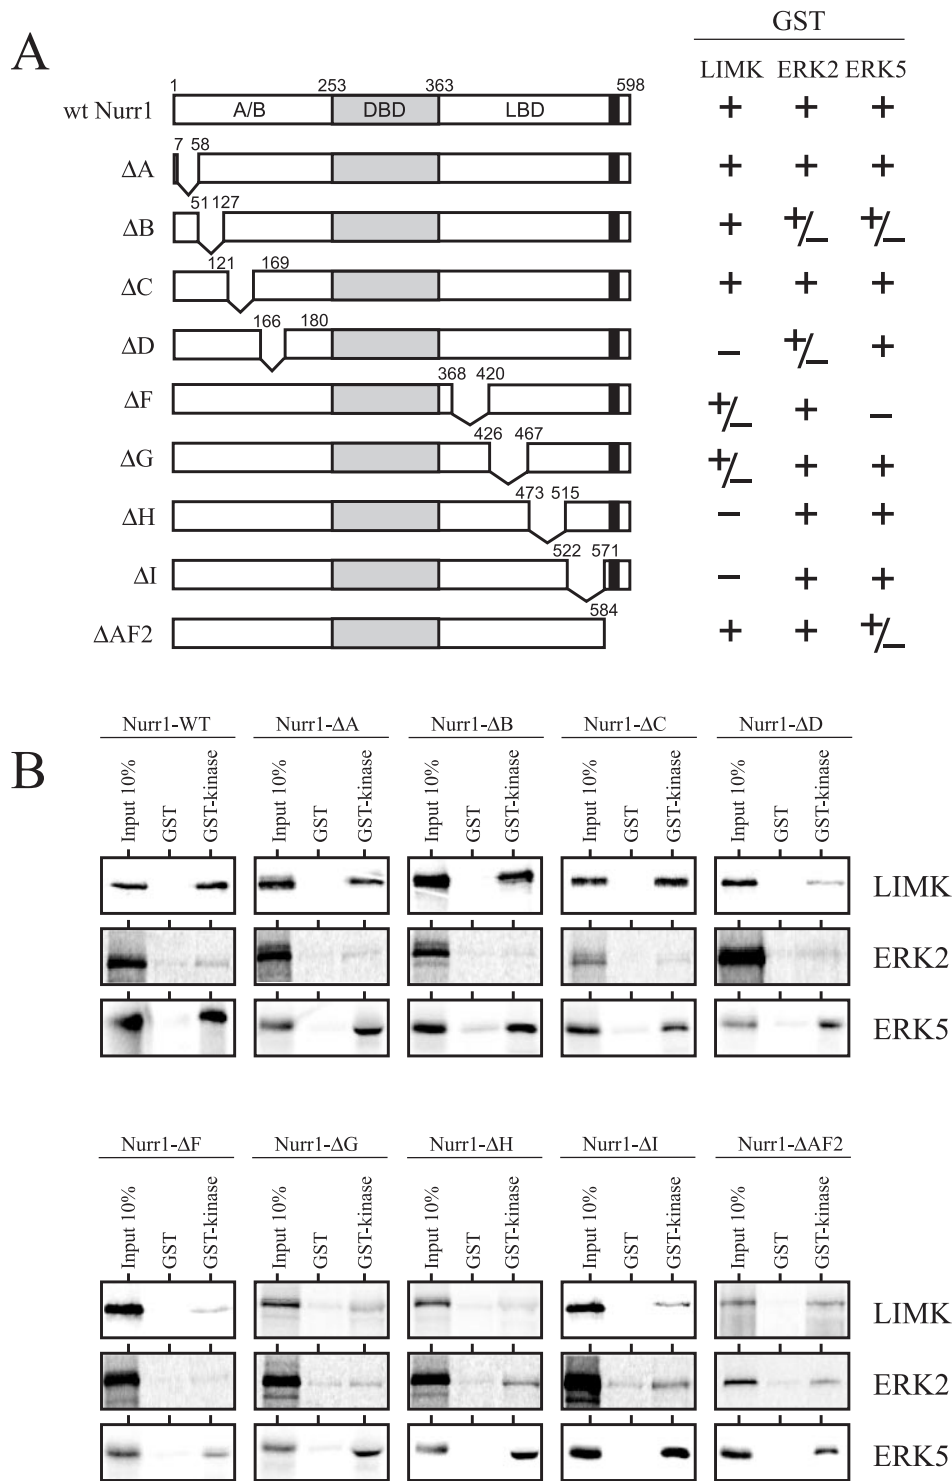 A
GST
LIMK ERK2 ERK5
1 253 363 598
wt Nurr1 A/B DBD LBD + + +
7 58
ΔA + + +
51 127
ΔB + +/− +/−
121 169
ΔC + + +
166 180
ΔD − +/− +
368 420
ΔF +/− + −
426 467
ΔG +/− + +
473 515
ΔH − + +
522 571
ΔI − + +
584
ΔAF2 + + +/−
B
Nurr1-WT Nurr1-ΔA Nurr1-ΔB Nurr1-ΔC Nurr1-ΔD
Input 10% GST GST-kinase Input 10% GST GST-kinase Input 10% GST GST-kinase Input 10% GST GST-kinase Input 10% GST GST-kinase
LIMK
ERK2
ERK5
Nurr1-ΔF Nurr1-ΔG Nurr1-ΔH Nurr1-ΔI Nurr1-ΔAF2
Input 10% GST GST-kinase Input 10% GST GST-kinase Input 10% GST GST-kinase Input 10% GST GST-kinase Input 10% GST GST-kinase
LIMK
ERK2
ERK5